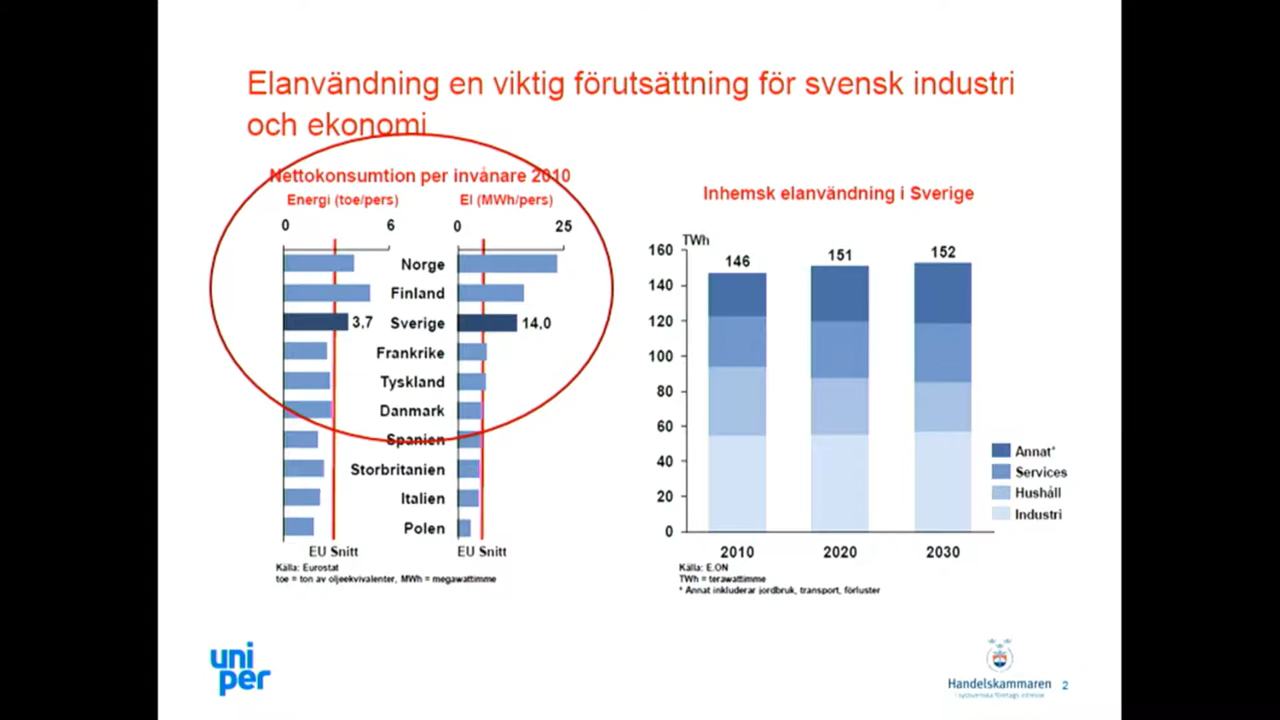 Elanvändning en viktig förutsättning för svensk industri
och ekonomi
Nettokonsumtion per invånare 2010
Energi (toe/pers)
El (MWh/pers)
0 6
0 25
Norge
Finland
3,7 Sverige 14,0
Frankrike
Tyskland
Danmark
Spanien
Storbritanien
Italien
Polen
EU Snitt
EU Snitt
Källa: Eurostat
toe = ton av oljeekvivalenter, MWh = megawattimme
Inhemsk elanvändning i Sverige
TWh
160
140
120
100
80
60
40
20
0
146
151
152
2010
2020
2030
Annat*
Services
Hushåll
Industri
Källa: E.ON
TWh = terawattimme
* Annat inkluderar jordbruk, transport, förluster
uni
per
Handelskammaren
i sydsvenska företags intresse
2